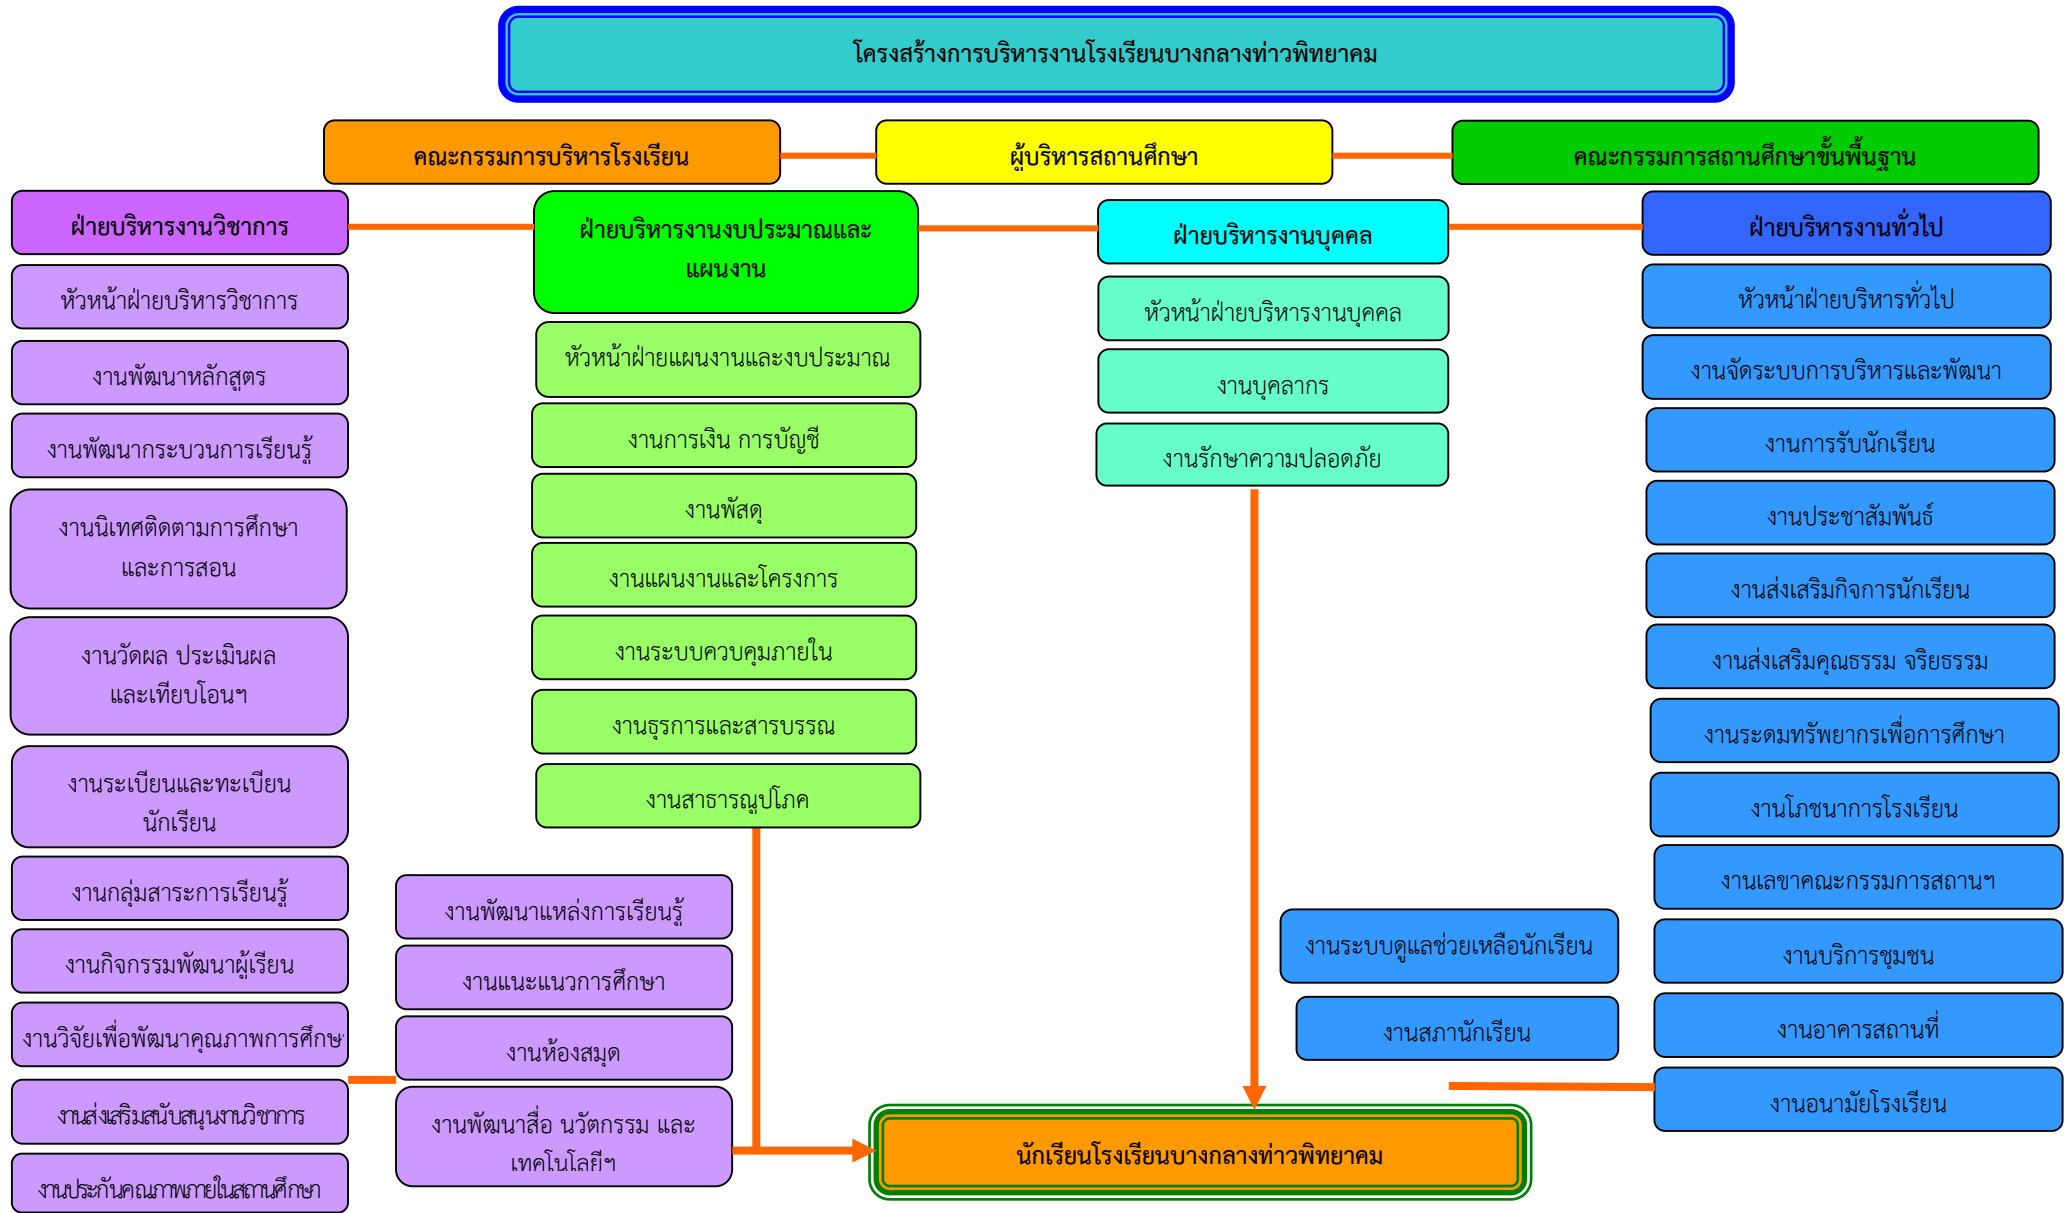 โครงสร้างการบริหารงานโรงเรียนบางกลางท่าวพิทยาคม
คณะกรรมการบริหารโรงเรียน
ผู้บริหารสถานศึกษา
คณะกรรมการสถานศึกษาขั้นพื้นฐาน
ฝ่ายบริหารงานวิชาการ
หัวหน้าฝ่ายบริหารวิชาการ
งานพัฒนาหลักสูตร
งานพัฒนากระบวนการเรียนรู้
งานนิเทศติดตามการศึกษา
และการสอน
งานวัดผล ประเมินผล
และเทียบโอนฯ
งานระเบียนและทะเบียน
นักเรียน
งานกลุ่มสาระการเรียนรู้
งานกิจกรรมพัฒนาผู้เรียน
งานวิจัยเพื่อพัฒนาคุณภาพการศึกษา
งานส่งเสริมสนับสนุนงานวิชาการ
งานประกันคุณภาพภายในสถานศึกษา
งานพัฒนาแหล่งการเรียนรู้
งานแนะแนวการศึกษา
งานห้องสมุด
งานพัฒนาสื่อ นวัตกรรม และ
เทคโนโลยีฯ
ฝ่ายบริหารงานงบประมาณและ
แผนงาน
หัวหน้าฝ่ายแผนงานและงบประมาณ
งานการเงิน การบัญชี
งานพัสดุ
งานแผนงานและโครงการ
งานระบบควบคุมภายใน
งานธุรการและสารบรรณ
งานสาธารณูปโภค
ฝ่ายบริหารงานบุคคล
หัวหน้าฝ่ายบริหารงานบุคคล
งานบุคลากร
งานรักษาความปลอดภัย
ฝ่ายบริหารงานทั่วไป
หัวหน้าฝ่ายบริหารทั่วไป
งานจัดระบบการบริหารและพัฒนา
งานการรับนักเรียน
งานประชาสัมพันธ์
งานส่งเสริมกิจการนักเรียน
งานส่งเสริมคุณธรรม จริยธรรม
งานระดมทรัพยากรเพื่อการศึกษา
งานโภชนาการโรงเรียน
งานเลขาคณะกรรมการสถานฯ
งานบริการชุมชน
งานอาคารสถานที่
งานอนามัยโรงเรียน
งานระบบดูแลช่วยเหลือนักเรียน
งานสภานักเรียน
นักเรียนโรงเรียนบางกลางท่าวพิทยาคม